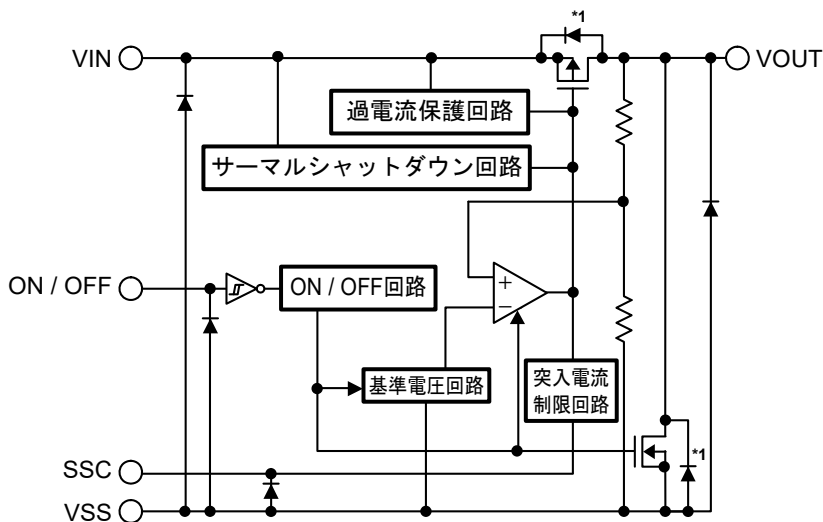 *1
VIN
VOUT
過電流保護回路
サーマルシャットダウン回路
ON / OFF
ON / OFF回路
+
−
基準電圧回路
突入電流
制限回路
*1
SSC
VSS